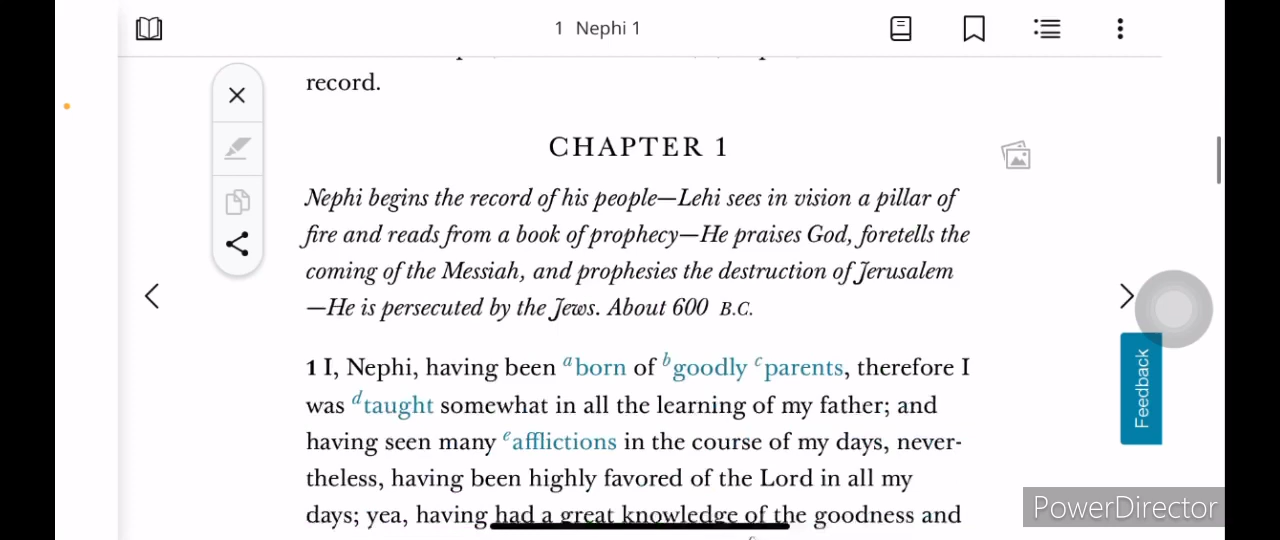 1 Nephi 1
record.
CHAPTER 1
Nephi begins the record of his people—Lehi sees in vision a pillar of
fire and reads from a book of prophecy—He praises God, foretells the
coming of the Messiah, and prophesies the destruction of Jerusalem
—He is persecuted by the Jews. About 600 B.C.
1 I, Nephi, having been a born of b goodly c parents, therefore I
was d taught somewhat in all the learning of my father; and
having seen many e afflictions in the course of my days, never-
theless, having been highly favored of the Lord in all my
days; yea, having had a great knowledge of the goodness and
Feedback
PowerDirector